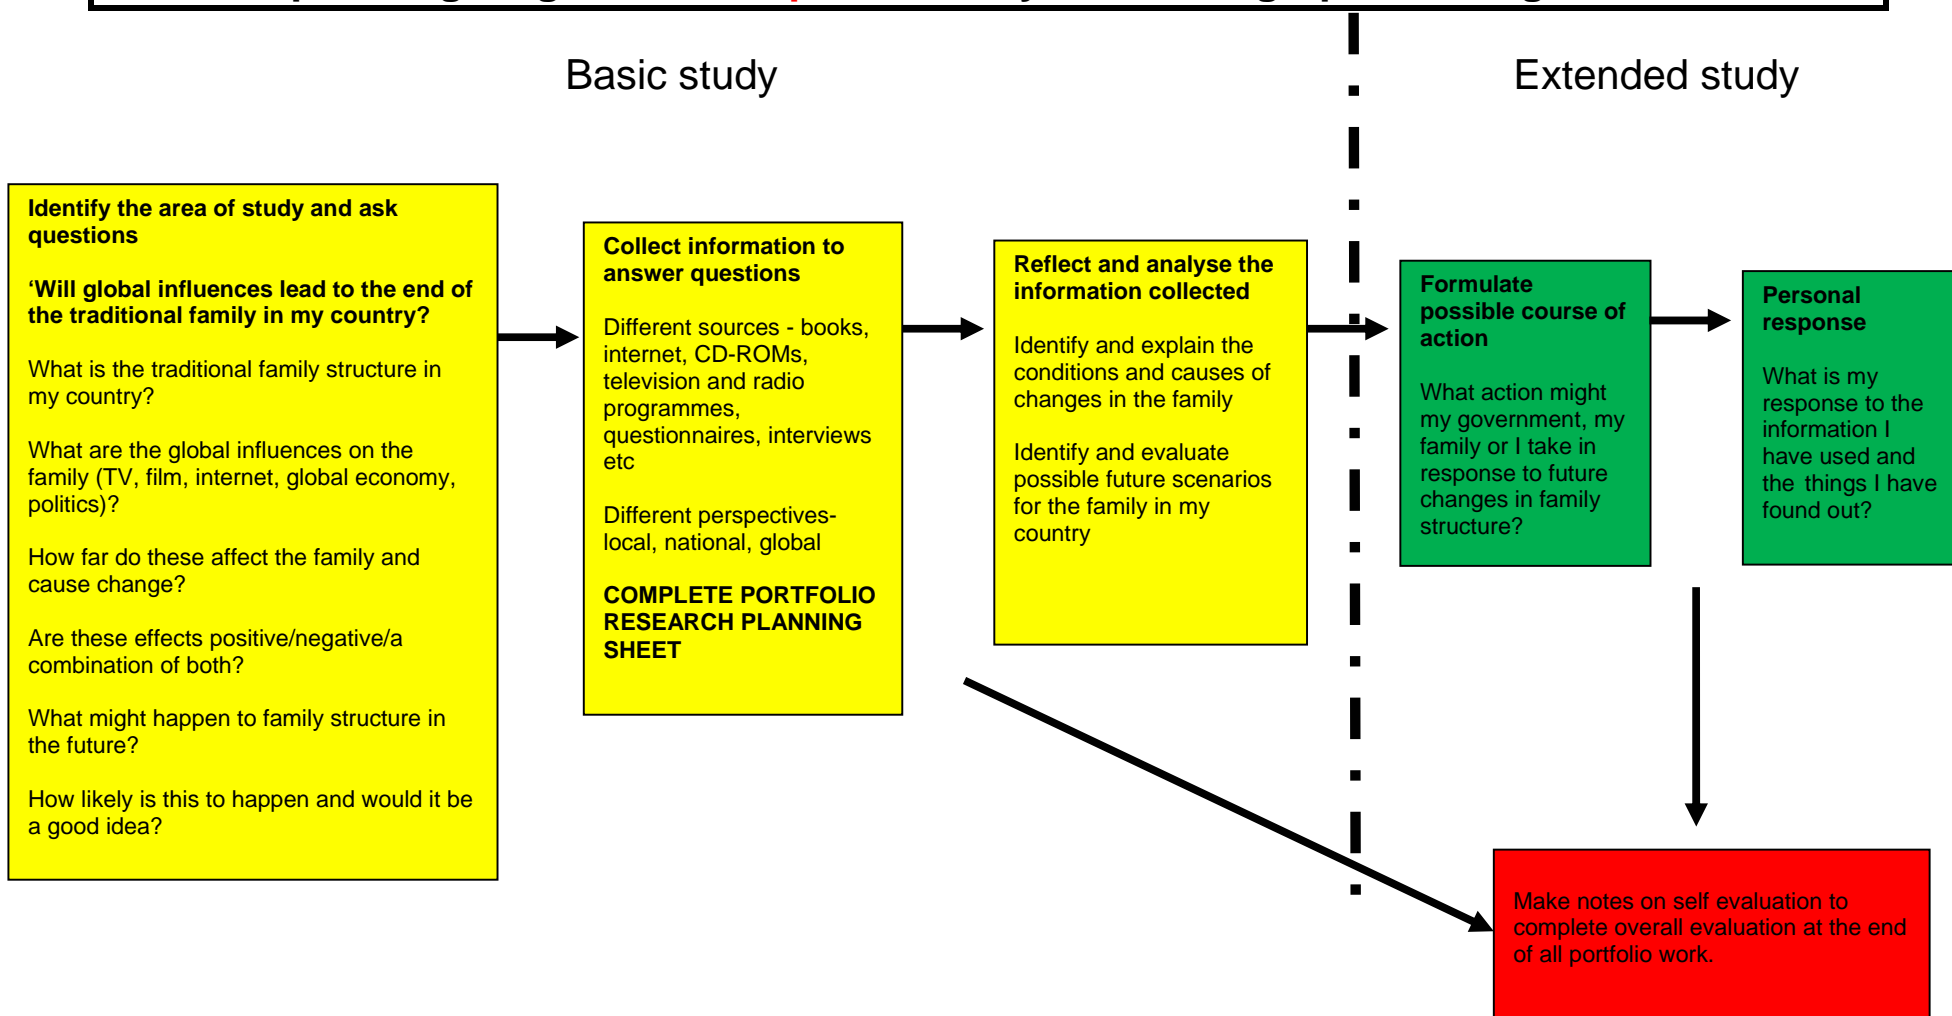 Basic study
Extended study
Identify the area of study and ask
questions
‘Will global influences lead to the end of
the traditional family in my country?
What is the traditional family structure in
my country?
What are the global influences on the
family (TV, film, internet, global economy,
politics)?
How far do these affect the family and
cause change?
Are these effects positive/negative/a
combination of both?
What might happen to family structure in
the future?
How likely is this to happen and would it be
a good idea?
Collect information to
answer questions
Different sources - books,
internet, CD-ROMs,
television and radio
programmes,
questionnaires, interviews
etc
Different perspectives-
local, national, global
COMPLETE PORTFOLIO
RESEARCH PLANNING
SHEET
Reflect and analyse the
information collected
Identify and explain the
conditions and causes of
changes in the family
Identify and evaluate
possible future scenarios
for the family in my
country
Formulate
possible course of
action
What action might
my government, my
family or I take in
response to future
changes in family
structure?
Personal
response
What is my
response to the
information I
have used and
the things I have
found out?
Make notes on self evaluation to
complete overall evaluation at the end
of all portfolio work.